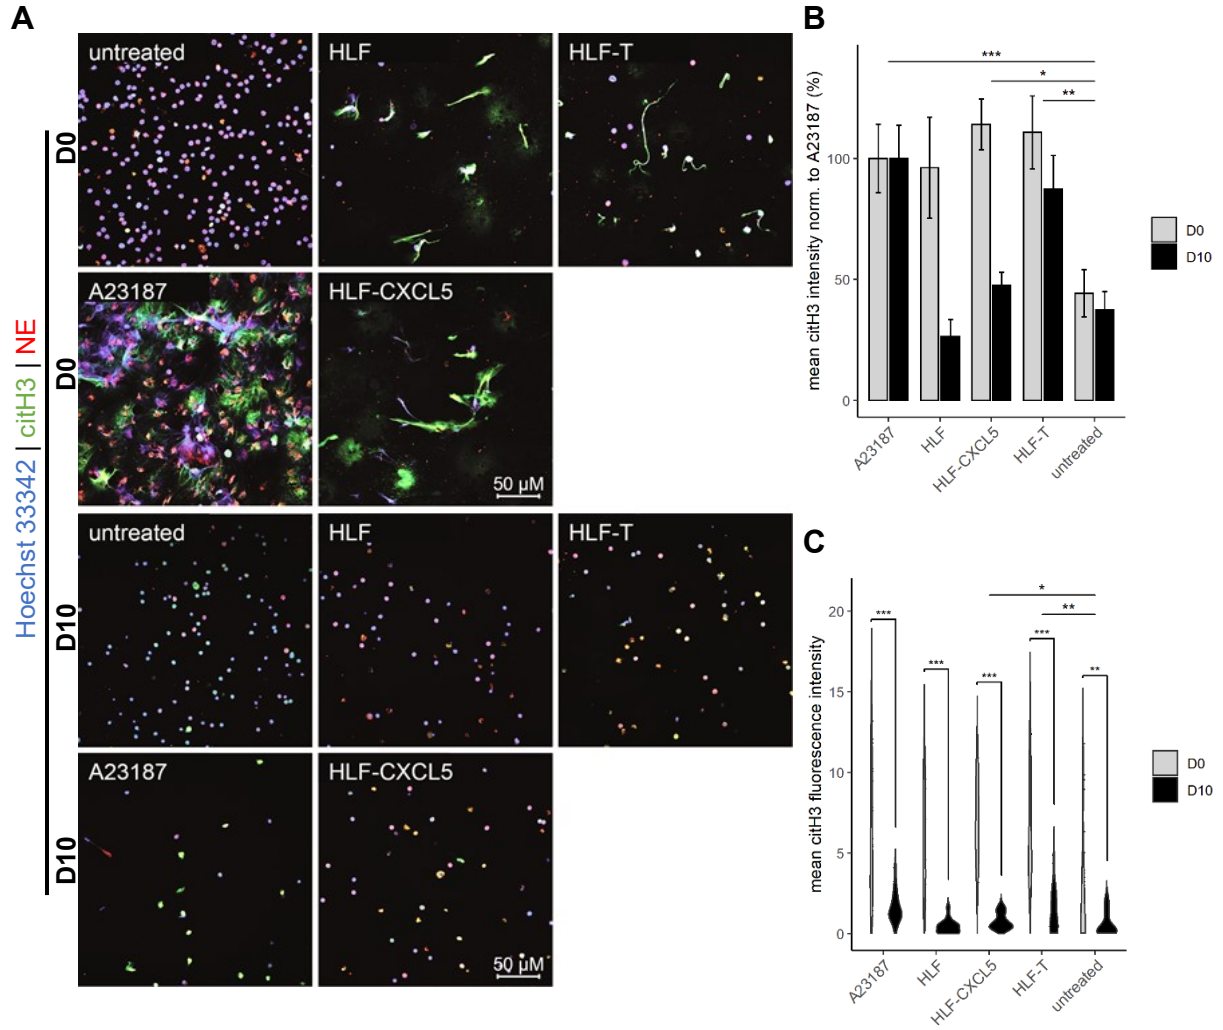 A
Hoechst 33342 | citH3 | NE
D0
untreated
HLF
HLF-T
D0
A23187
HLF-CXCL5
50 µM
D10
untreated
HLF
HLF-T
D10
A23187
HLF-CXCL5
50 µM
B
mean citH3 intensity norm. to A23187 (%)
***
*
**
100
50
0
A23187
HLF
HLF-CXCL5
HLF-T
untreated
D0
D10
C
mean citH3 fluorescence intensity
*
**
***
***
***
***
**
20
15
10
5
0
A23187
HLF
HLF-CXCL5
HLF-T
untreated
D0
D10